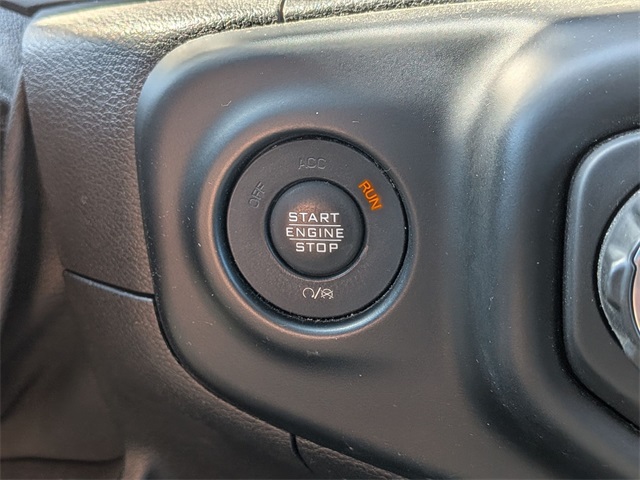 ACC
OFF
RUN
START
ENGINE
STOP